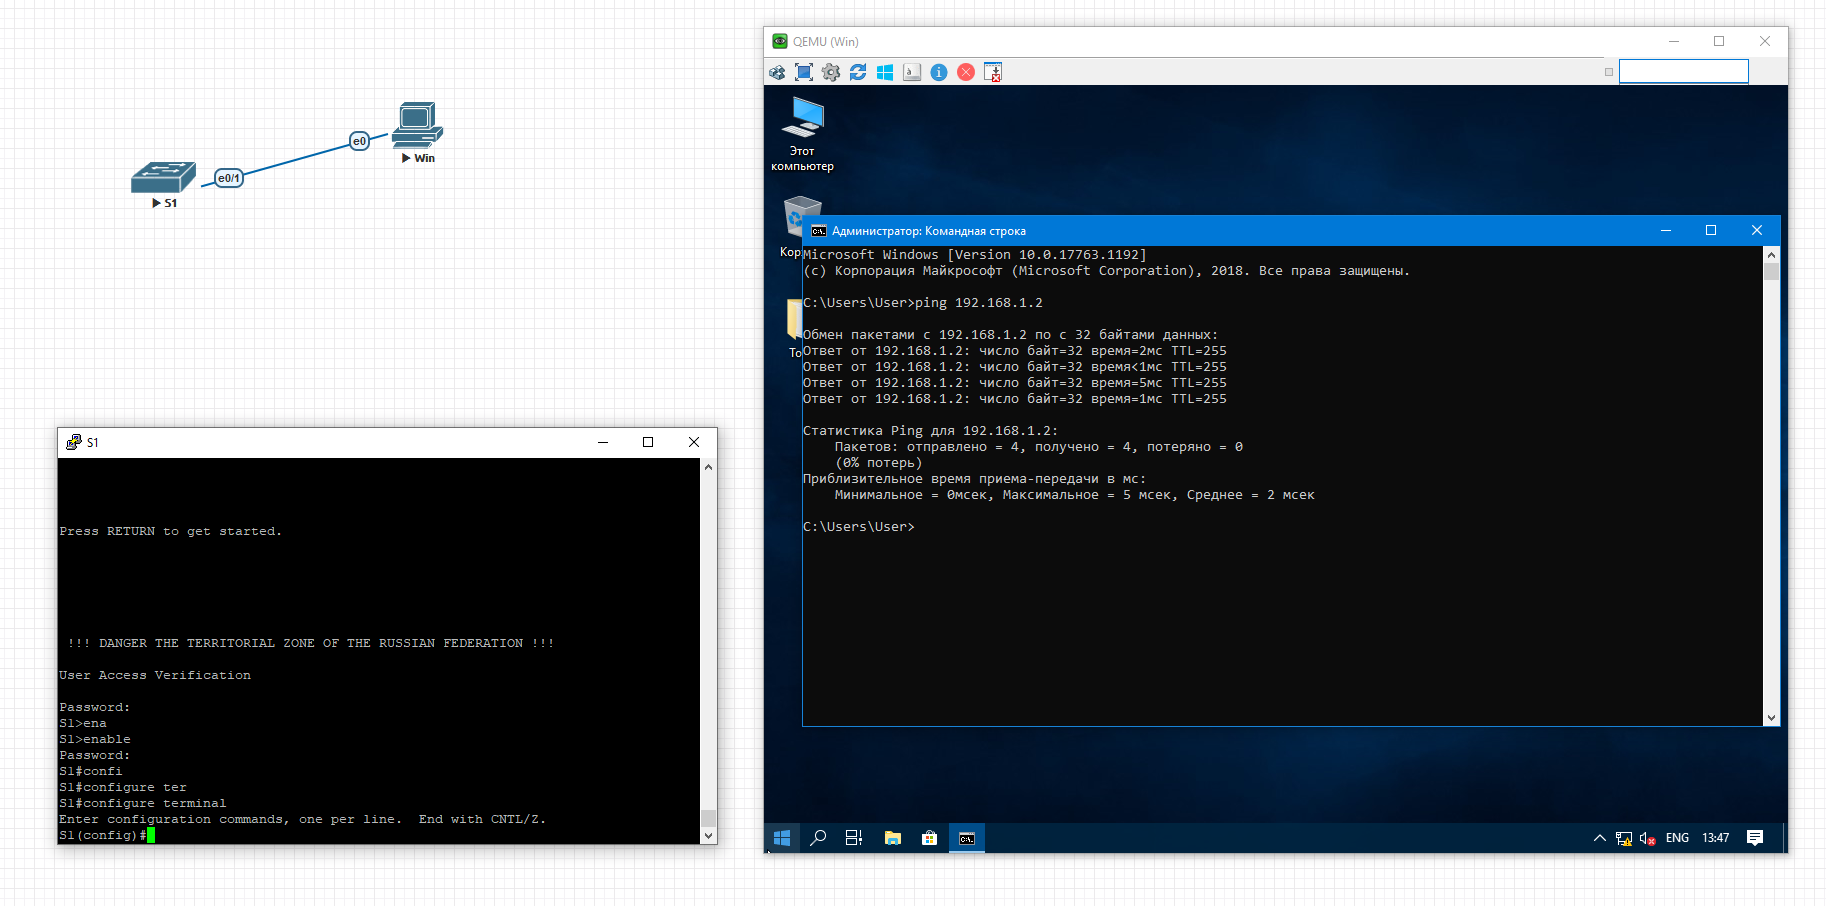 e0
Win
e0/1
S1
S1
Press RETURN to get started.
!!! DANGER THE TERRITORIAL ZONE OF THE RUSSIAN FEDERATION !!!
User Access Verification
Password:
S1>ena
S1>enable
Password:
S1#confi
S1#configure ter
S1#configure terminal
Enter configuration commands, one per line.  End with CNTL/Z.
S1(config)#
QEMU (Win)
Этот
компьютер
Кор
To
Администратор: Командная строка
Microsoft Windows [Version 10.0.17763.1192]
(c) Корпорация Майкрософт (Microsoft Corporation), 2018. Все права защищены.
C:\Users\User>ping 192.168.1.2
Обмен пакетами с 192.168.1.2 по с 32 байтами данных:
Ответ от 192.168.1.2: число байт=32 время=2мс TTL=255
Ответ от 192.168.1.2: число байт=32 время<1мс TTL=255
Ответ от 192.168.1.2: число байт=32 время=5мс TTL=255
Ответ от 192.168.1.2: число байт=32 время=1мс TTL=255
Статистика Ping для 192.168.1.2:
Пакетов: отправлено = 4, получено = 4, потеряно = 0
(0% потерь)
Приблизительное время приема-передачи в мс:
Минимальное = 0мсек, Максимальное = 5 мсек, Среднее = 2 мсек
C:\Users\User>
ENG
13:47